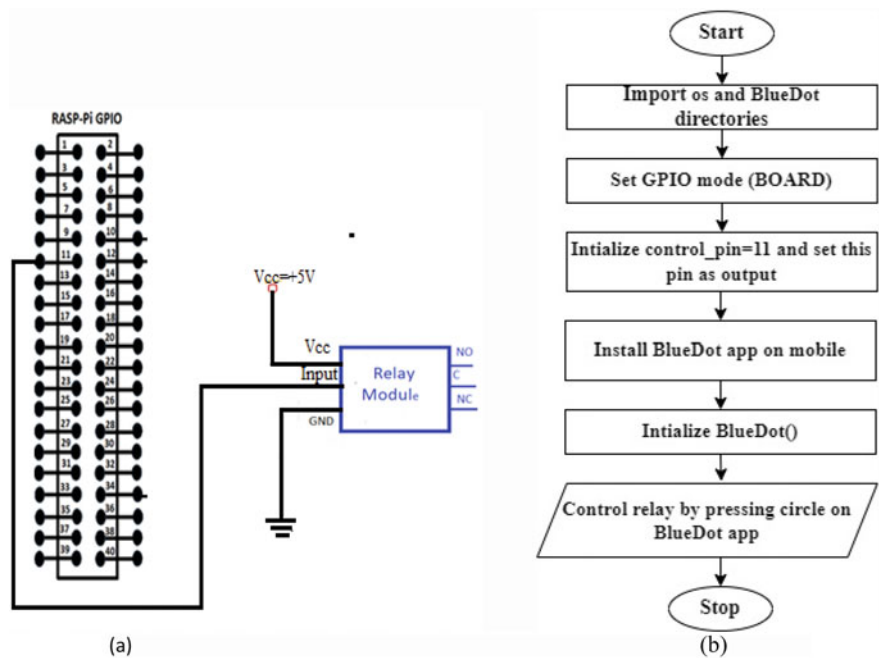 RASP-Pi GPIO
1 2
3 4
5 6
7 8
9 10
11 12
13 14
15 16
17 18
19 20
21 22
23 24
25 26
27 28
29 30
31 32
33 34
35 36
37 38
39 40
Vcc=+5V
Vcc
Input
GND
Relay
Module
NO
C
NC
(a)
Start
Import os and BlueDot
directories
Set GPIO mode (BOARD)
Intialize control_pin=11 and set this
pin as output
Install BlueDot app on mobile
Intialize BlueDot()
Control relay by pressing circle on
BlueDot app
Stop
(b)